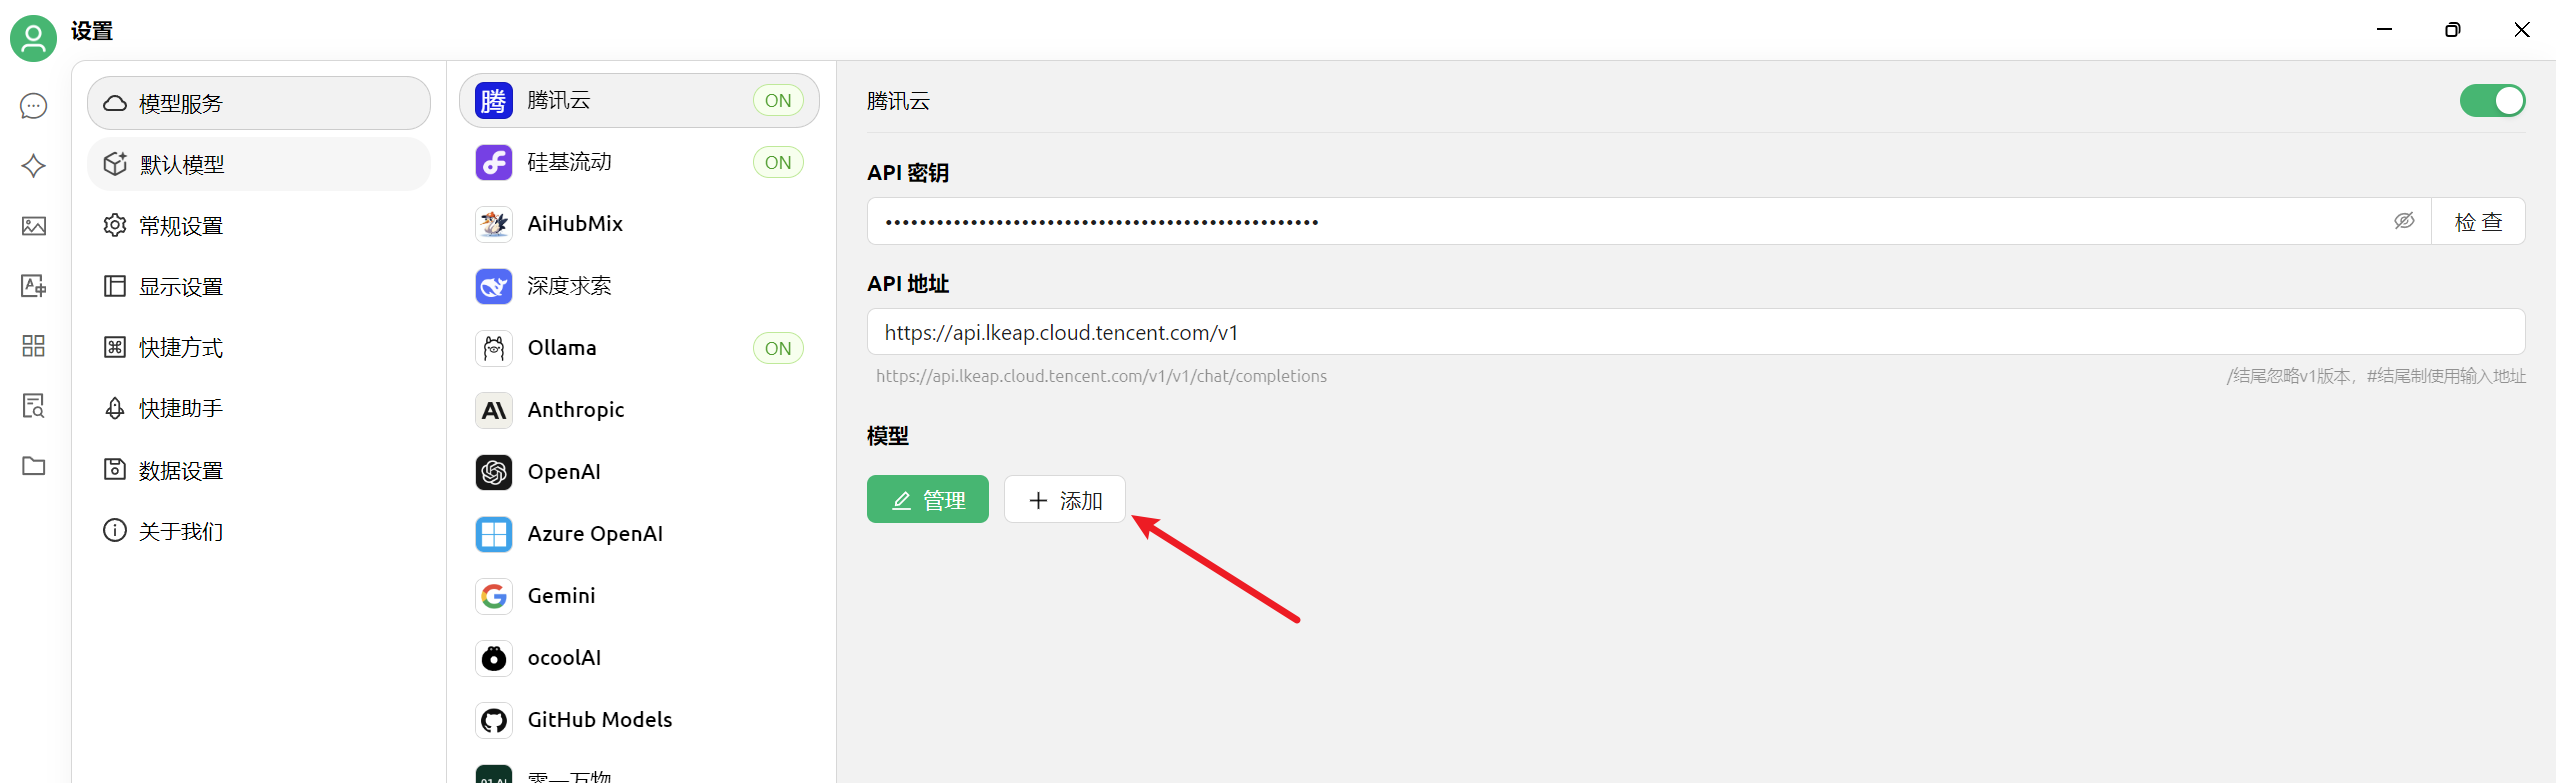 设置
模型服务
默认模型
常规设置
显示设置
快捷方式
快捷助手
数据设置
关于我们
腾 腾讯云 ON
硅基流动 ON
AiHubMix
深度求索
Ollama ON
Anthropic
OpenAI
Azure OpenAI
Gemini
ocoolAI
GitHub Models
零一万物
腾讯云
API 密钥
••••••••••••••••••••••••••••••••••••••••••••••••••• 检 查
API 地址
https://api.lkeap.cloud.tencent.com/v1
https://api.lkeap.cloud.tencent.com/v1/v1/chat/completions /结尾忽略v1版本，#结尾制使用输入地址
模型
管理 添加